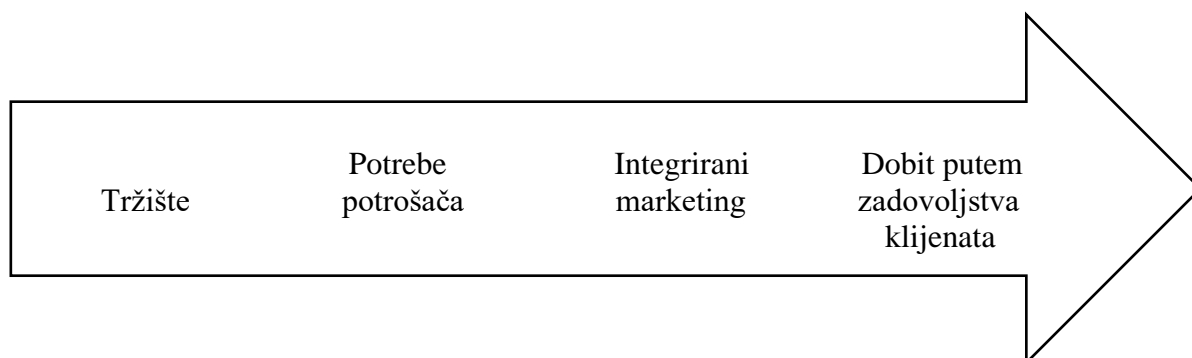 Tržište
Potrebe
potrošača
Integrirani
marketing
Dobit putem
zadovoljstva
klijenata